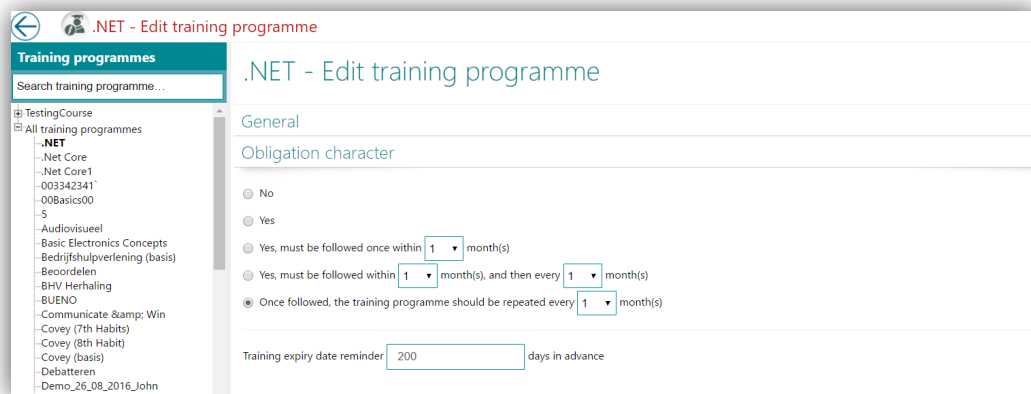 .NET - Edit training programme
Training programmes
Search training programme...
TestingCourse
All training programmes
.NET
.Net Core
.Net Core1
003342341`
00Basics00
5
Audiovisueel
Basic Electronics Concepts
Bedrijfshulpverlening (basis)
Beoordelen
BHV Herhaling
BUENO
Communicate &amp; Win
Covey (7th Habits)
Covey (8th Habit)
Covey (basis)
Debatteren
Demo_26_08_2016_John
.NET - Edit training programme
General
Obligation character
No
Yes
Yes, must be followed once within 1 month(s)
Yes, must be followed within 1 month(s), and then every 1 month(s)
Once followed, the training programme should be repeated every 1 month(s)
Training expiry date reminder 200 days in advance